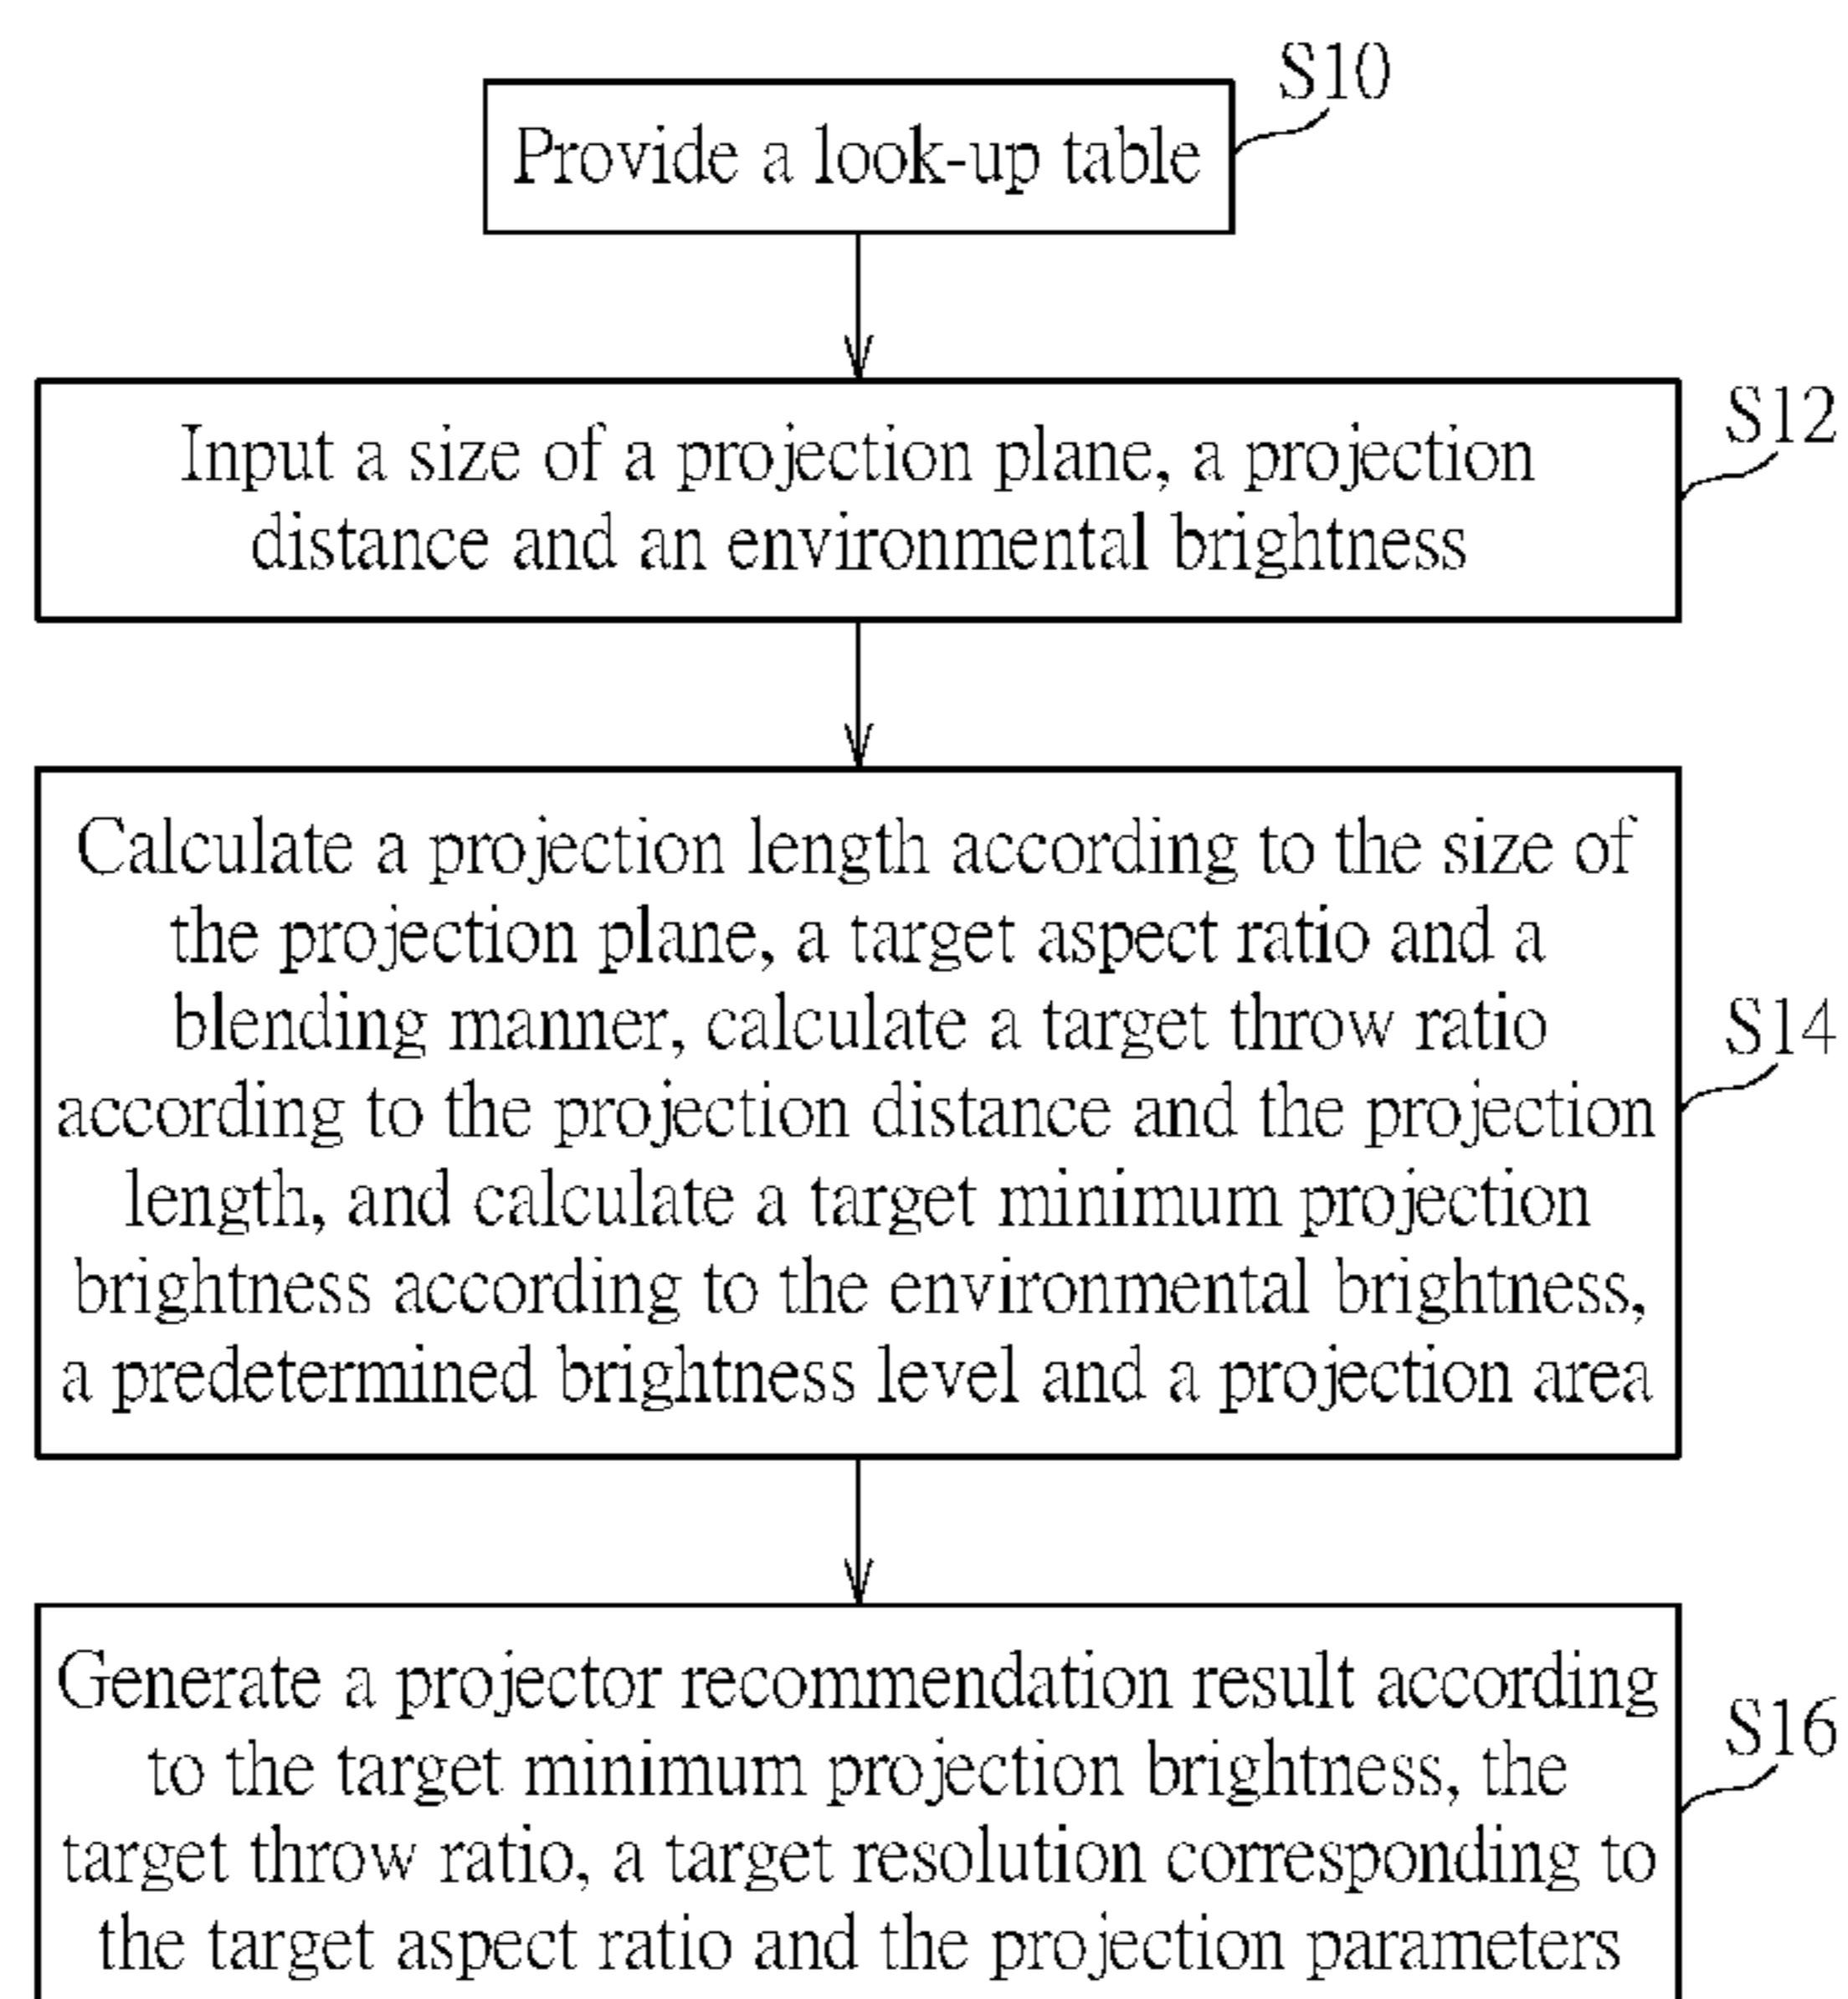 S10
Provide a look-up table
S12
Input a size of a projection plane, a projection
distance and an environmental brightness
Calculate a projection length according to the size of
the projection plane, a target aspect ratio and a
blending manner, calculate a target throw ratio
S14
according to the projection distance and the projection
length, and calculate a target minimum projection
brightness according to the environmental brightness,
a predetermined brightness level and a projection area
Generate a projector recommendation result according
S16
to the target minimum projection brightness, the
target throw ratio, a target resolution corresponding to
the target aspect ratio and the projection parameters